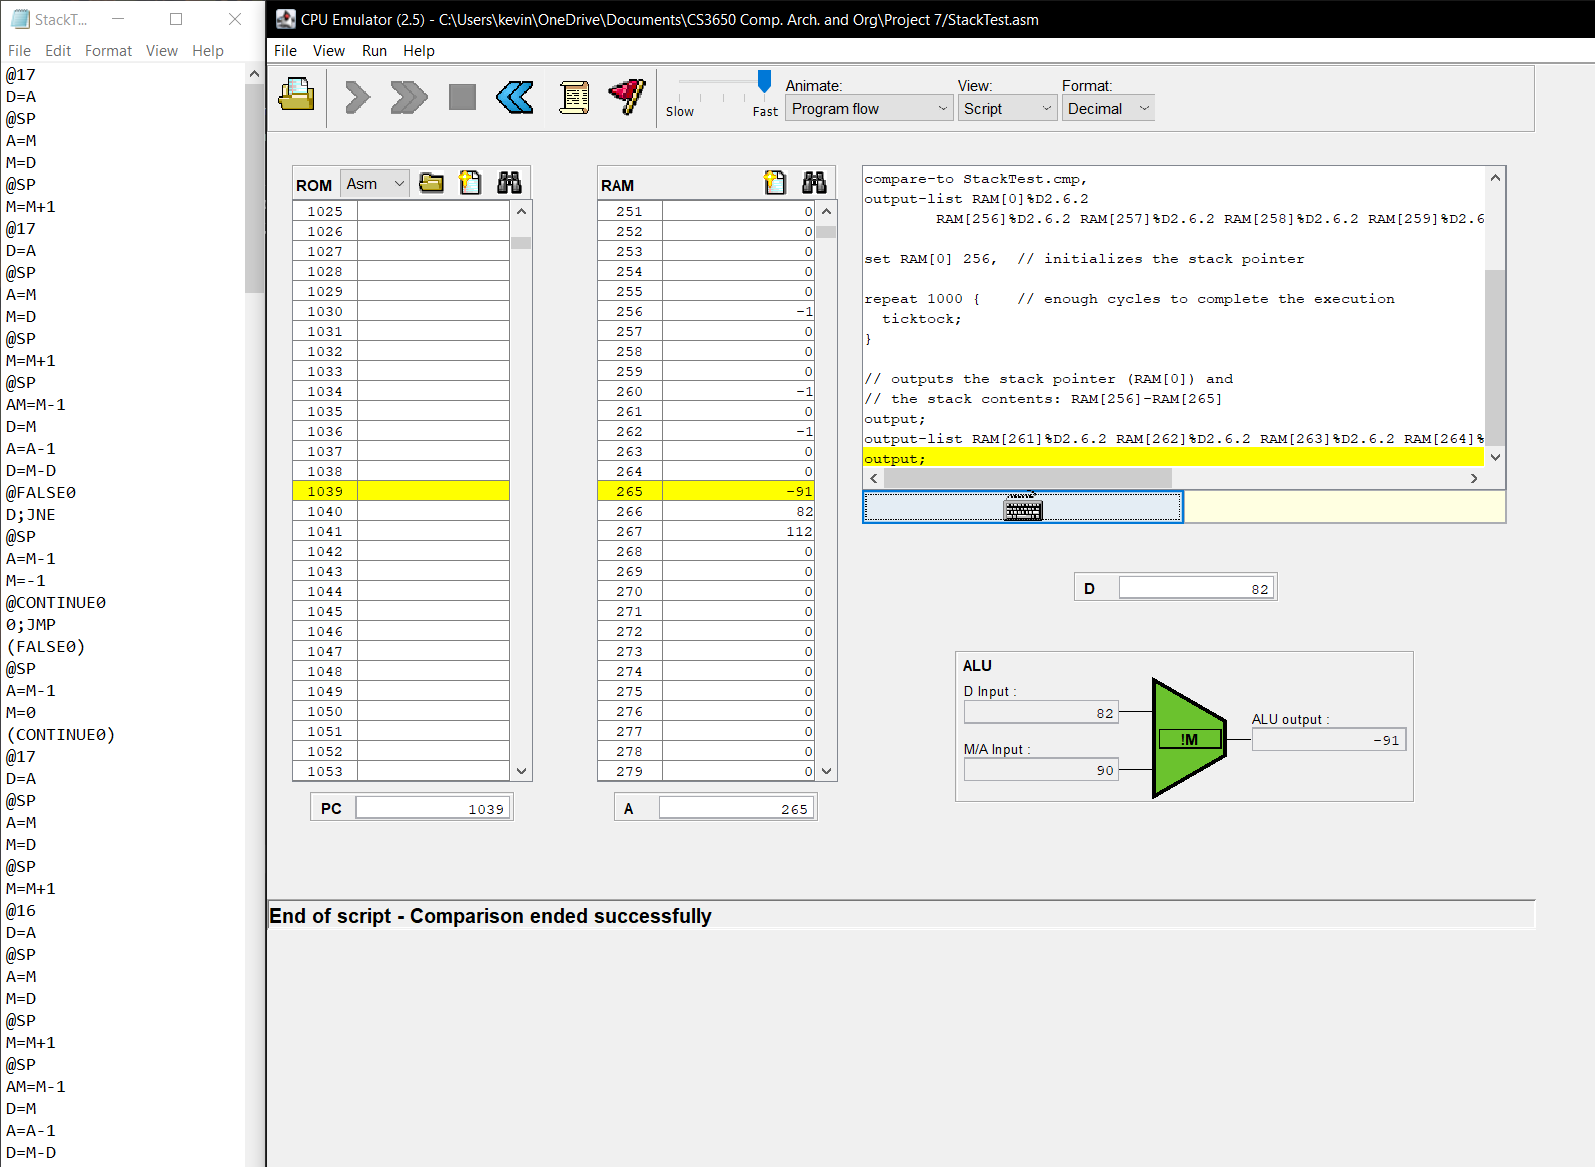 StackT...
File Edit Format View Help
@17
D=A
@SP
A=M
M=D
@SP
M=M+1
@17
D=A
@SP
A=M
M=D
@SP
M=M+1
@SP
AM=M-1
D=M
A=A-1
D=M-D
@FALSE0
D;JNE
@SP
A=M-1
M=-1
@CONTINUE0
0;JMP
(FALSE0)
@SP
A=M-1
M=0
(CONTINUE0)
@17
D=A
@SP
A=M
M=D
@SP
M=M+1
@16
D=A
@SP
A=M
M=D
@SP
M=M+1
@SP
AM=M-1
D=M
A=A-1
D=M-D
CPU Emulator (2.5) - C:\Users\kevin\OneDrive\Documents\CS3650 Comp. Arch. and Org\Project 7/StackTest.asm
File View Run Help
Slow Fast
Animate: View: Format:
Program flow Script Decimal
ROM Asm
1025
1026
1027
1028
1029
1030
1031
1032
1033
1034
1035
1036
1037
1038
1039
1040
1041
1042
1043
1044
1045
1046
1047
1048
1049
1050
1051
1052
1053
PC 1039
RAM
251 0
252 0
253 0
254 0
255 0
256 -1
257 0
258 0
259 0
260 -1
261 0
262 -1
263 0
264 0
265 -91
266 82
267 112
268 0
269 0
270 0
271 0
272 0
273 0
274 0
275 0
276 0
277 0
278 0
279 0
A 265
compare-to StackTest.cmp,
output-list RAM[0]%D2.6.2
RAM[256]%D2.6.2 RAM[257]%D2.6.2 RAM[258]%D2.6.2 RAM[259]%D2.6
set RAM[0] 256, // initializes the stack pointer
repeat 1000 { // enough cycles to complete the execution
ticktock;
}
// outputs the stack pointer (RAM[0]) and
// the stack contents: RAM[256]-RAM[265]
output;
output-list RAM[261]%D2.6.2 RAM[262]%D2.6.2 RAM[263]%D2.6.2 RAM[264]%
output;
D 82
ALU
D Input :
82
M/A Input :
90
!M
ALU output :
-91
End of script - Comparison ended successfully